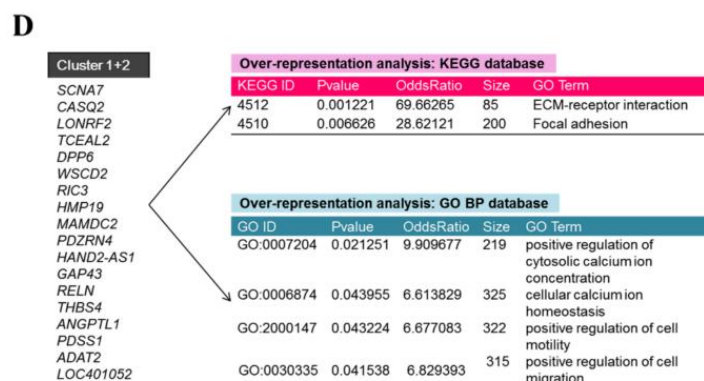 D
Cluster 1+2
SCNA7
CASQ2
LONRF2
TCEAL2
DPP6
WSCD2
RIC3
HMP19
MAMDC2
PDZRN4
HAND2-AS1
GAP43
RELN
THBS4
ANGPTL1
PDSS1
ADAT2
LOC401052
Over-representation analysis: KEGG database
KEGG ID Pvalue OddsRatio Size GO Term
4512 0.001221 69.66265 85 ECM-receptor interaction
4510 0.006626 28.62121 200 Focal adhesion
Over-representation analysis: GO BP database
GO ID Pvalue OddsRatio Size GO Term
GO:0007204 0.021251 9.909677 219 positive regulation of
cytosolic calcium ion
concentration
GO:0006874 0.043955 6.613829 325 cellular calcium ion
homeostasis
GO:2000147 0.043224 6.677083 322 positive regulation of cell
motility
GO:0030335 0.041538 6.829393 315 positive regulation of cell
migration